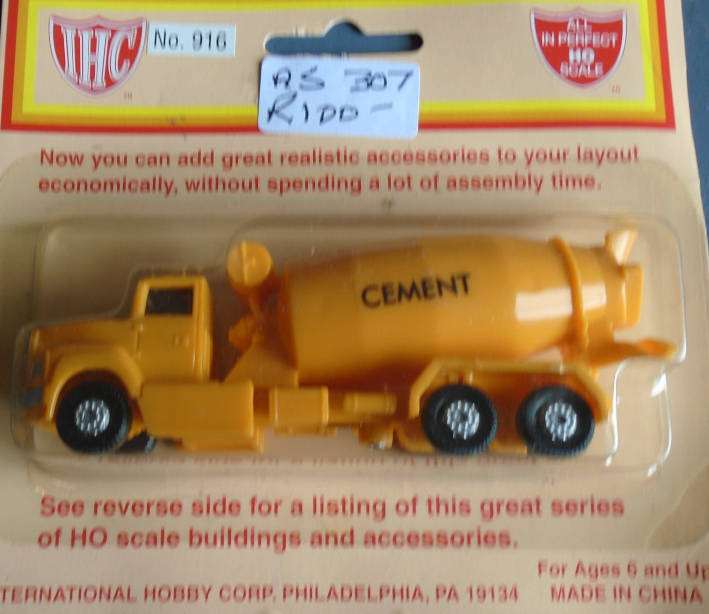 IHC
No. 916
ALL
IN PERFECT
HO
SCALE
AS 307
R100-
Now you can add great realistic accessories to your layout
economically, without spending a lot of assembly time.
CEMENT
See reverse side for a listing of this great series
of HO scale buildings and accessories.
For Ages 6 and Up
TERNATIONAL HOBBY CORP. PHILADELPHIA, PA 19134 MADE IN CHINA